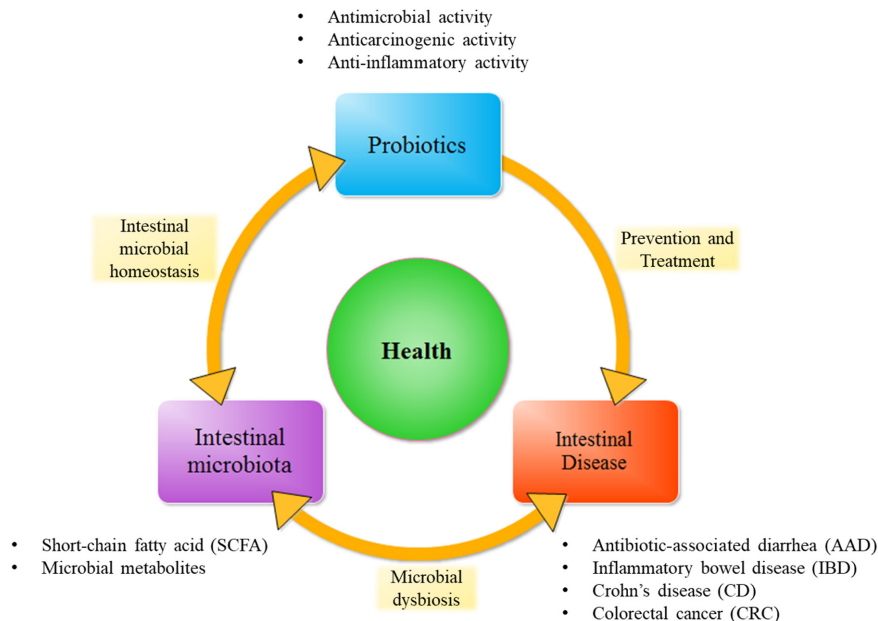 • Antimicrobial activity
• Anticarcinogenic activity
• Anti-inflammatory activity
Probiotics
Intestinal
microbial
homeostasis
Prevention and
Treatment
Health
Intestinal
microbiota
Intestinal
Disease
• Short-chain fatty acid (SCFA)
• Microbial metabolites
Microbial
dysbiosis
• Antibiotic-associated diarrhea (AAD)
• Inflammatory bowel disease (IBD)
• Crohn’s disease (CD)
• Colorectal cancer (CRC)